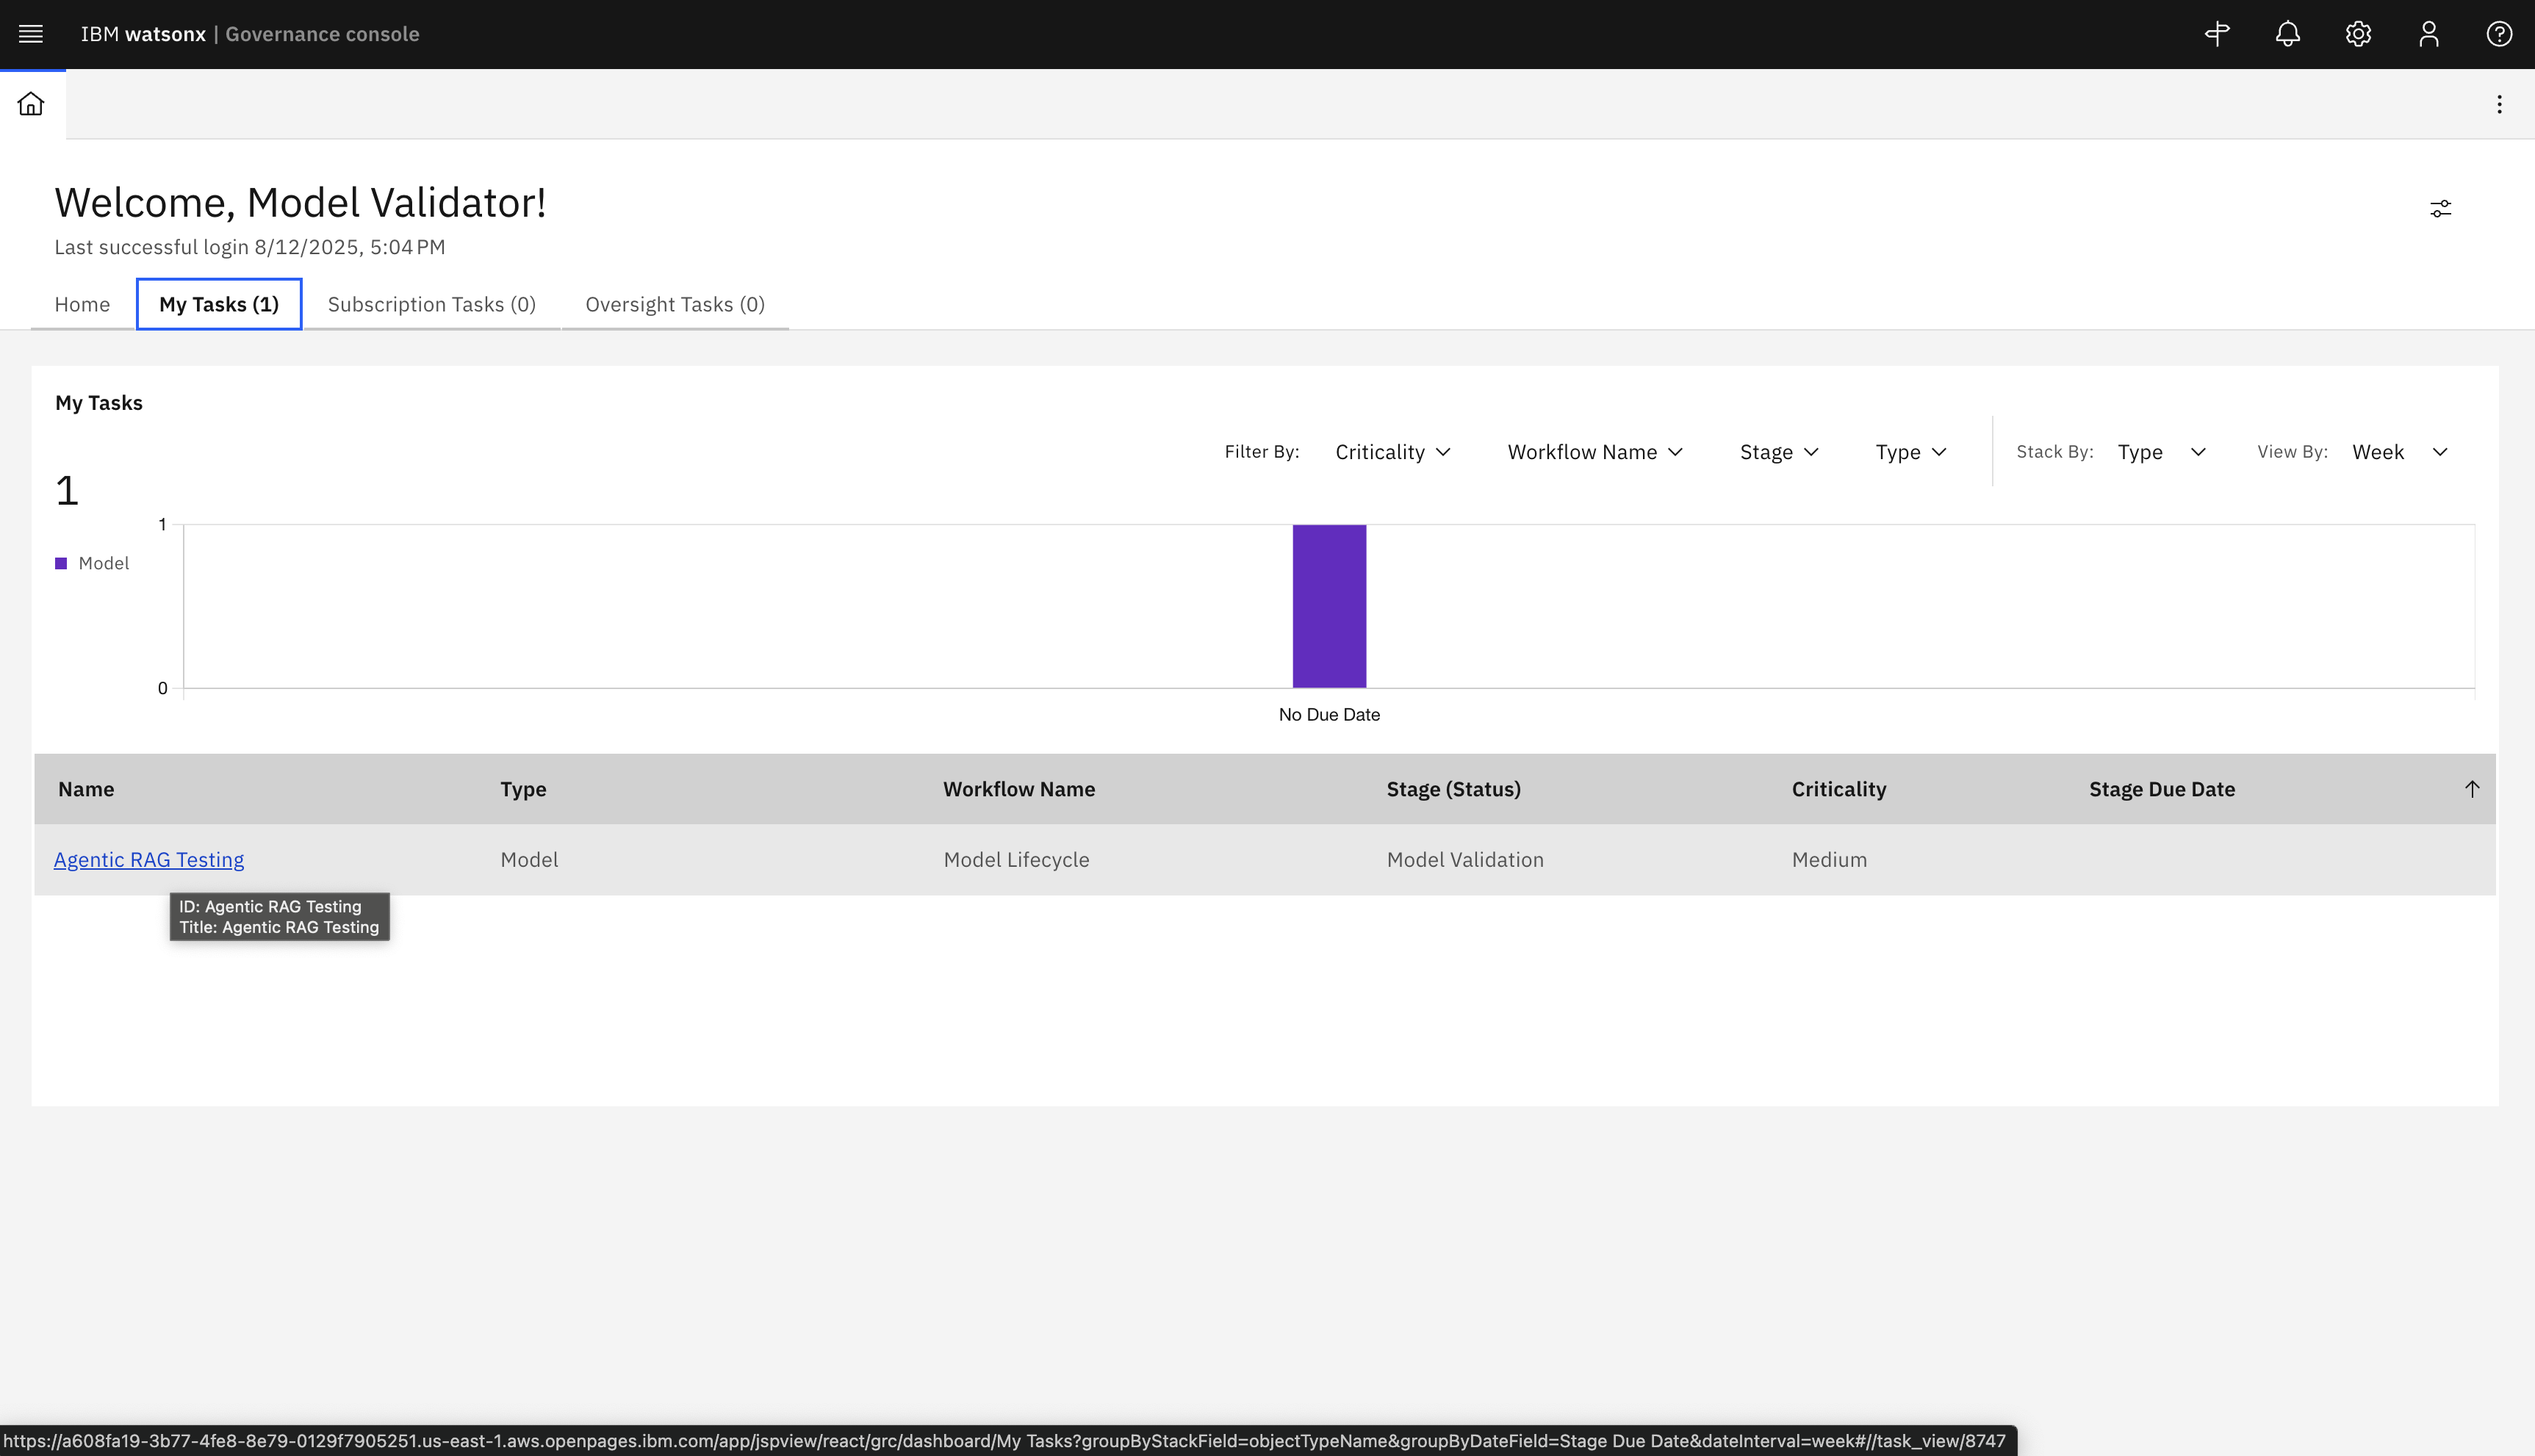 IBM watsonx | Governance console
Welcome, Model Validator!
Last successful login 8/12/2025, 5:04 PM
Home My Tasks (1) Subscription Tasks (0) Oversight Tasks (0)
My Tasks
Filter By: Criticality Workflow Name Stage Type Stack By: Type View By: Week
1
1
Model
0
No Due Date
Name Type Workflow Name Stage (Status) Criticality Stage Due Date
Agentic RAG Testing Model Model Lifecycle Model Validation Medium
ID: Agentic RAG Testing
Title: Agentic RAG Testing
https://a608fa19-3b77-4fe8-8e79-0129f7905251.us-east-1.aws.openpages.ibm.com/app/jspview/react/grc/dashboard/My Tasks?groupByStackField=objectTypeName&groupByDateField=Stage Due Date&dateInterval=week#//task_view/8747